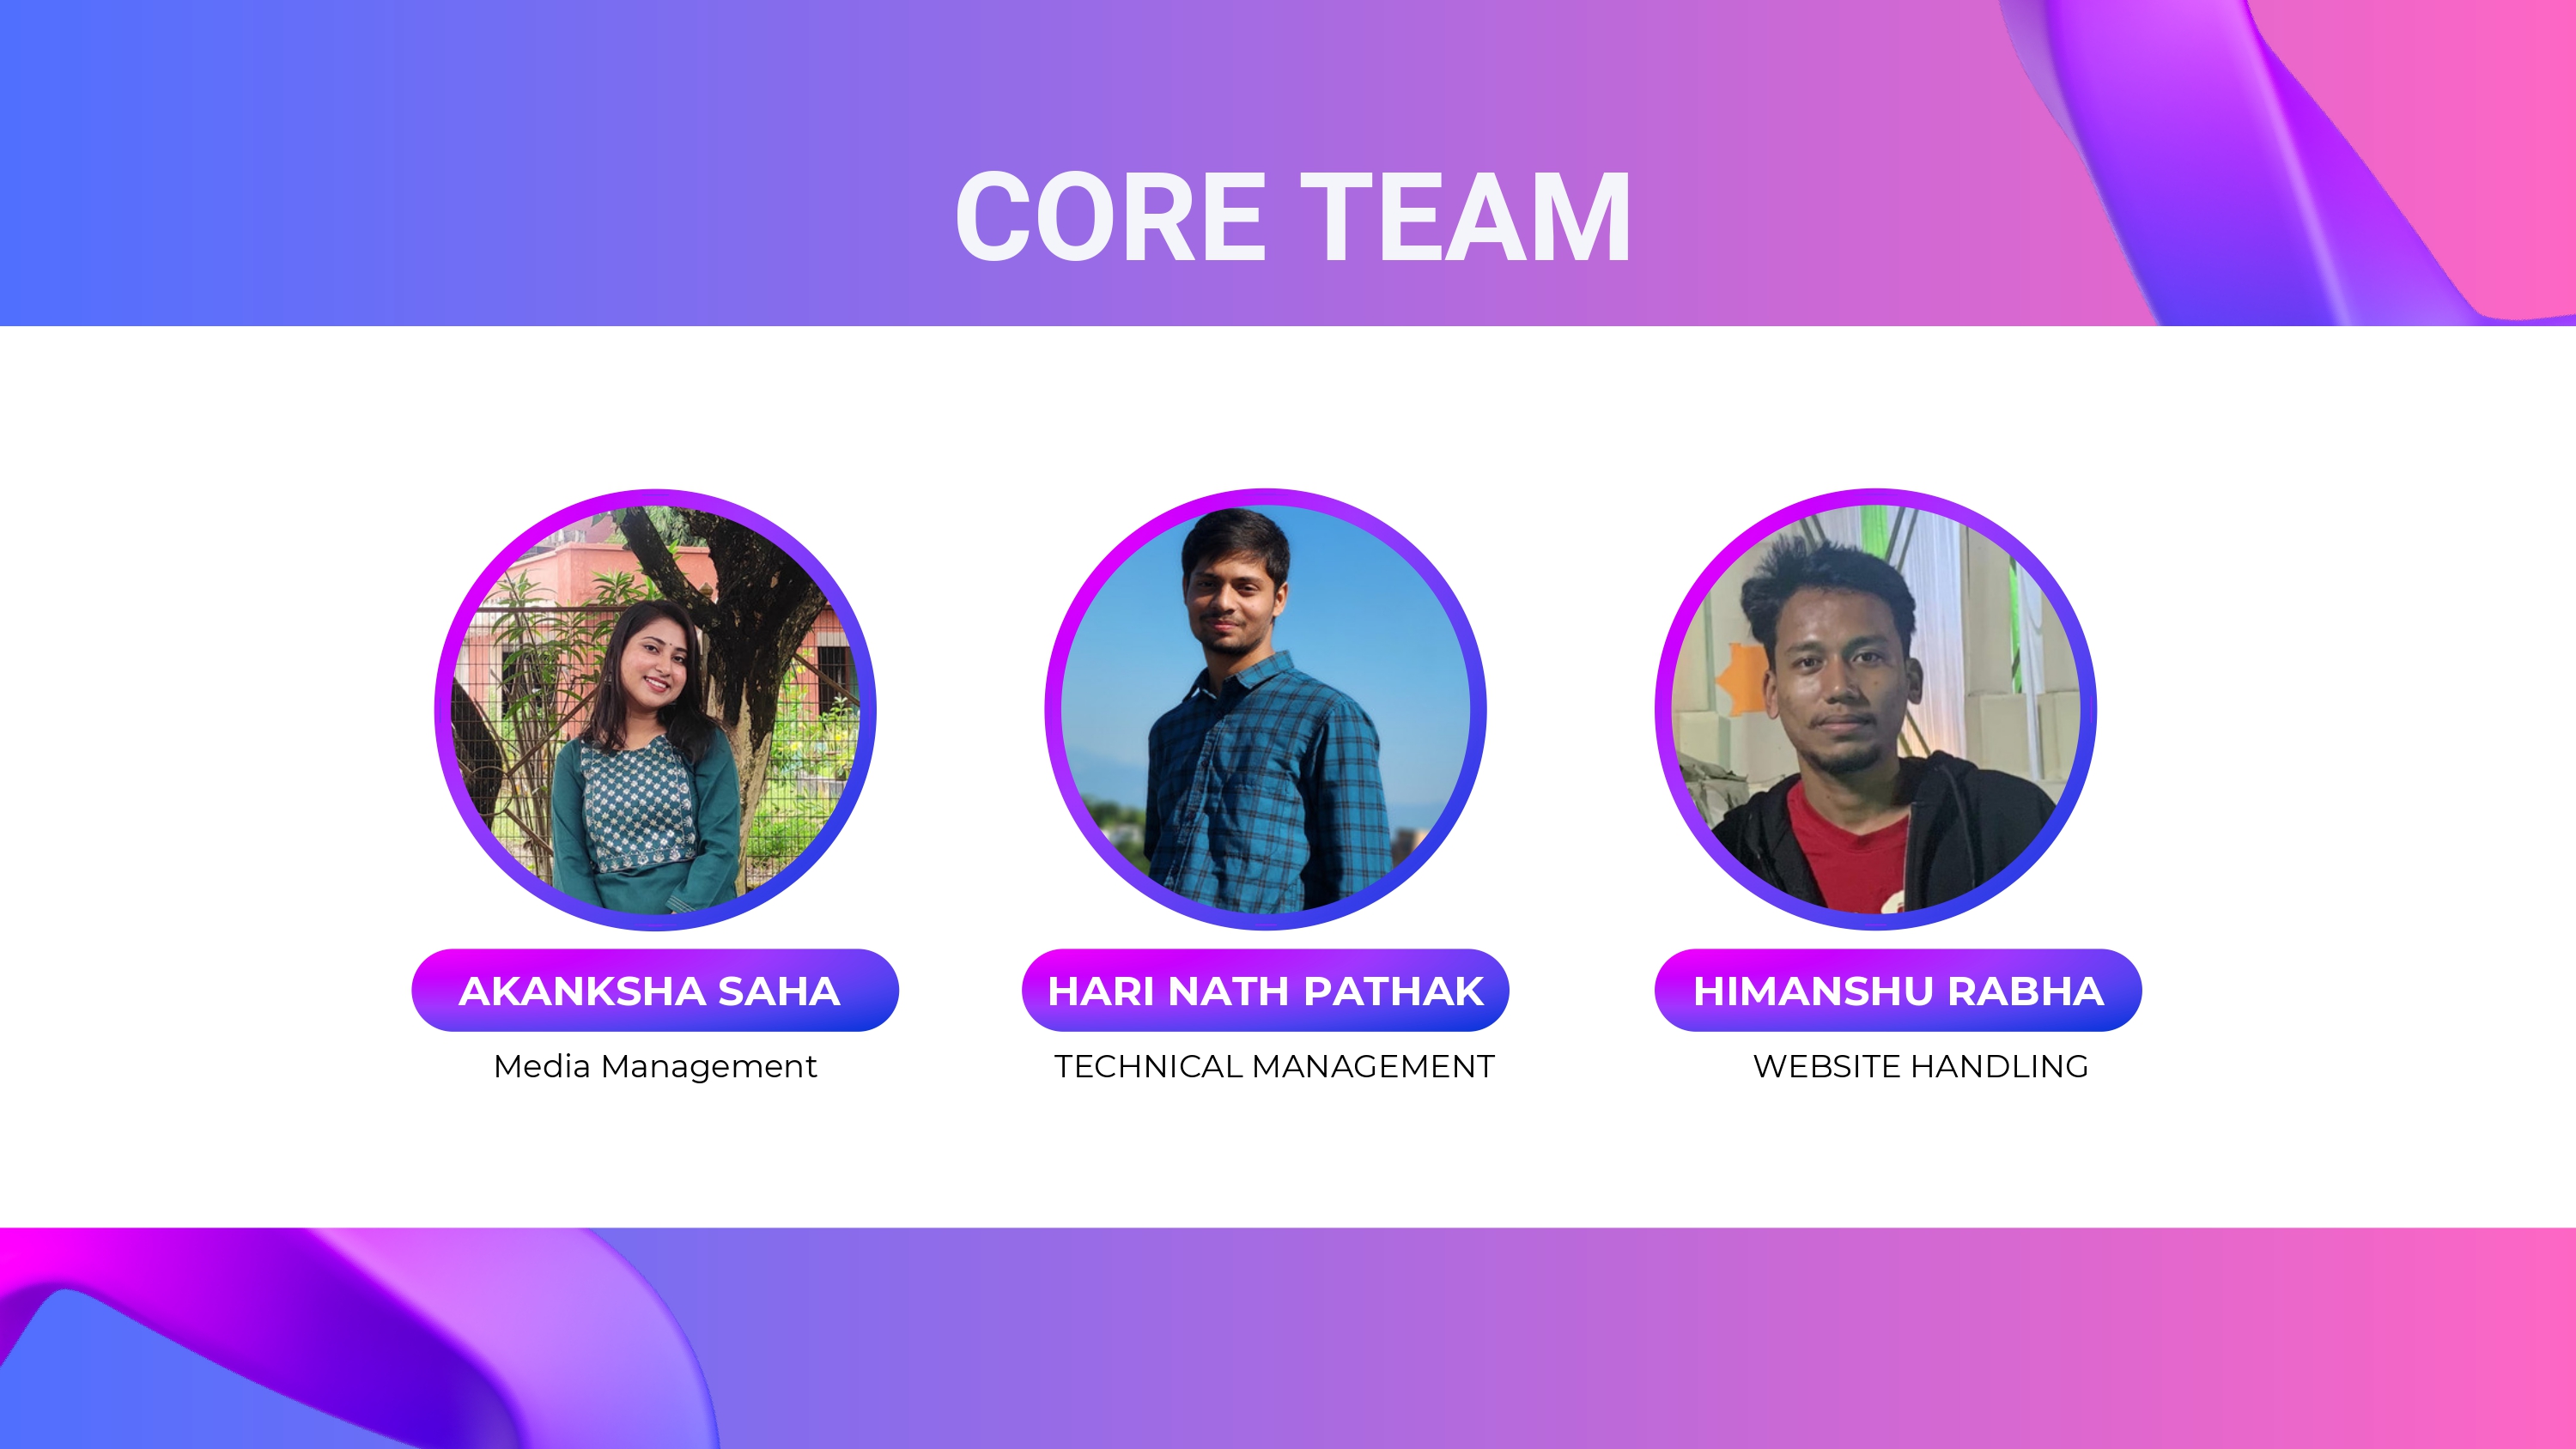 CORE TEAM
AKANKSHA SAHA
Media Management
HARI NATH PATHAK
TECHNICAL MANAGEMENT
HIMANSHU RABHA
WEBSITE HANDLING